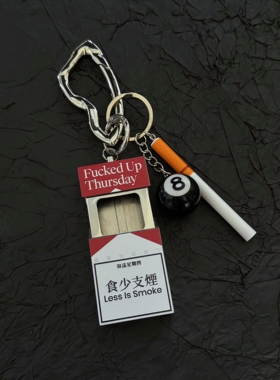 Fucked Up
Thursday
8
食少支煙
Less Is Smoke